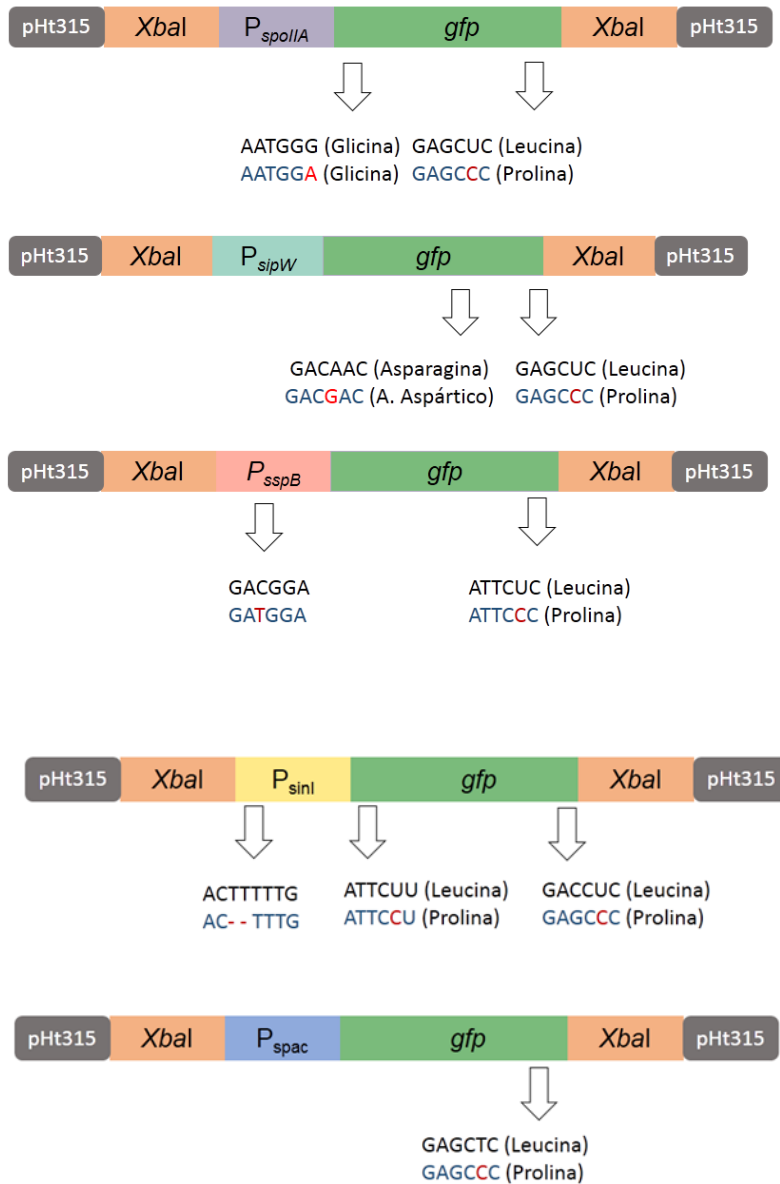 pHt315 XbaI PspoIIA gfp XbaI pHt315
AATGGG (Glicina) GAGCUC (Leucina)
AATGGA (Glicina) GAGCCC (Prolina)
pHt315 XbaI PsipW gfp XbaI pHt315
GACAAC (Asparagina) GAGCUC (Leucina)
GACGAC (A. Aspártico) GAGCCC (Prolina)
pHt315 XbaI PsspB gfp XbaI pHt315
GACGGA ATTCUC (Leucina)
GATGGA ATTCCC (Prolina)
pHt315 XbaI PsinI gfp XbaI pHt315
ACTTTTTG ATTCUU (Leucina) GACCUC (Leucina)
AC- - TTTG ATTCCU (Prolina) GAGCCC (Prolina)
pHt315 XbaI Pspac gfp XbaI pHt315
GAGCTC (Leucina)
GAGCCC (Prolina)